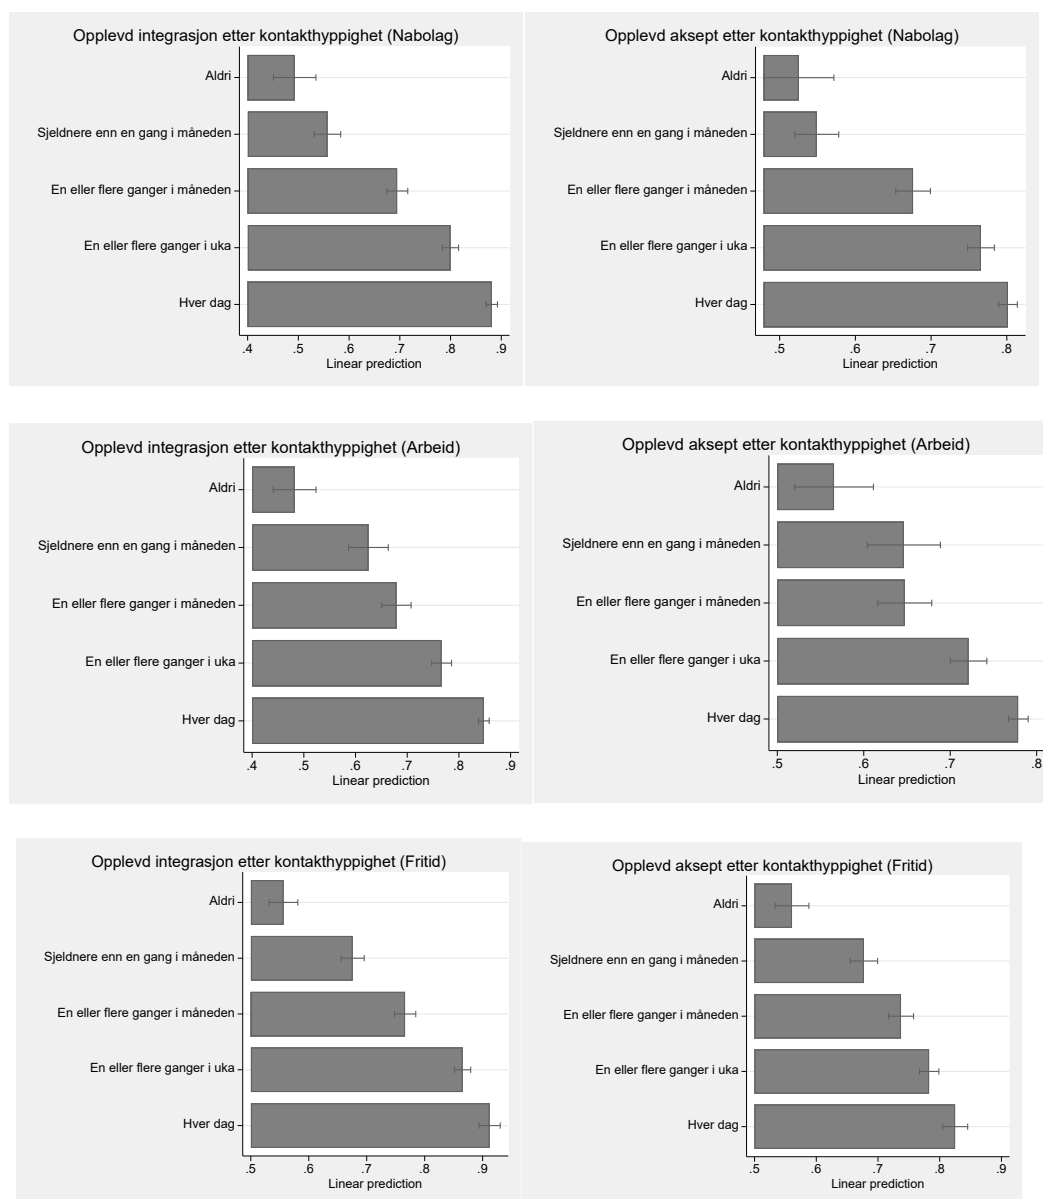 Opplevd integrasjon etter kontakthyppighet (Nabolag)
Aldri
Sjeldnere enn en gang i måneden
En eller flere ganger i måneden
En eller flere ganger i uka
Hver dag
.4 .5 .6 .7 .8 .9
Linear prediction
Opplevd aksept etter kontakthyppighet (Nabolag)
Aldri
Sjeldnere enn en gang i måneden
En eller flere ganger i måneden
En eller flere ganger i uka
Hver dag
.5 .6 .7 .8
Linear prediction
Opplevd integrasjon etter kontakthyppighet (Arbeid)
Aldri
Sjeldnere enn en gang i måneden
En eller flere ganger i måneden
En eller flere ganger i uka
Hver dag
.4 .5 .6 .7 .8 .9
Linear prediction
Opplevd aksept etter kontakthyppighet (Arbeid)
Aldri
Sjeldnere enn en gang i måneden
En eller flere ganger i måneden
En eller flere ganger i uka
Hver dag
.5 .6 .7 .8
Linear prediction
Opplevd integrasjon etter kontakthyppighet (Fritid)
Aldri
Sjeldnere enn en gang i måneden
En eller flere ganger i måneden
En eller flere ganger i uka
Hver dag
.5 .6 .7 .8 .9
Linear prediction
Opplevd aksept etter kontakthyppighet (Fritid)
Aldri
Sjeldnere enn en gang i måneden
En eller flere ganger i måneden
En eller flere ganger i uka
Hver dag
.5 .6 .7 .8 .9
Linear prediction